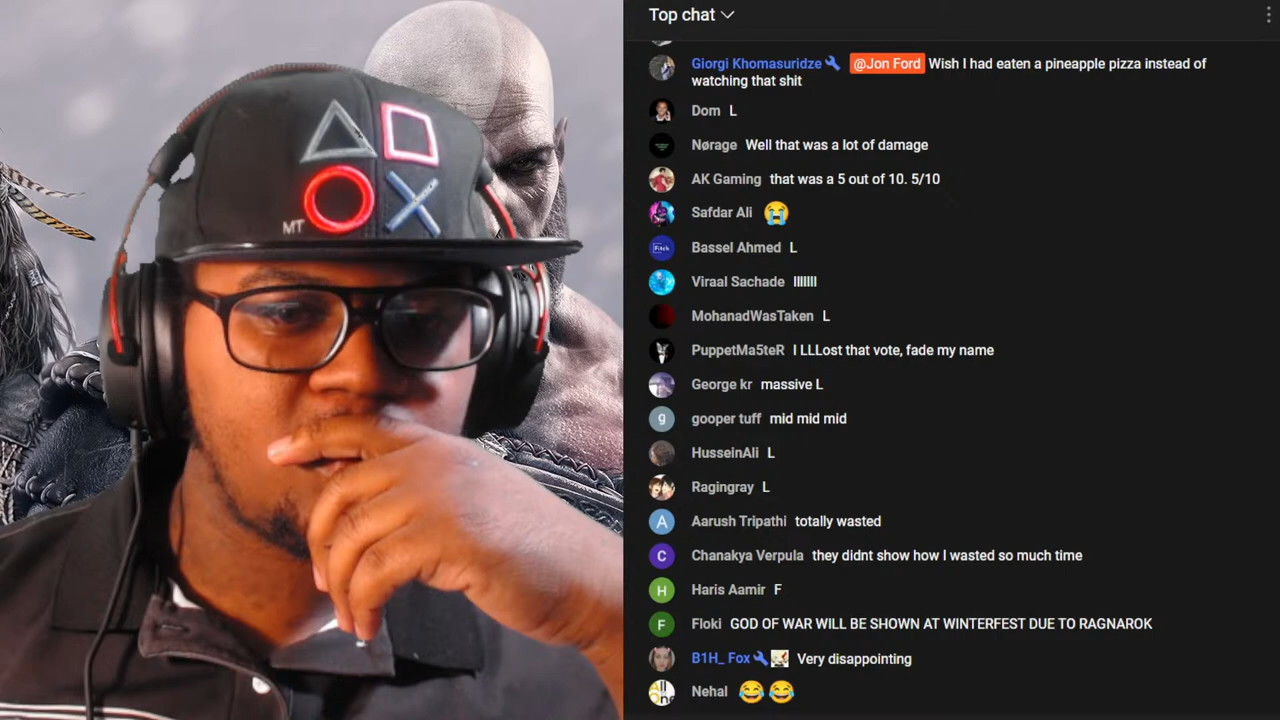 Top chat
Giorgi Khomasuridze @Jon Ford Wish I had eaten a pineapple pizza instead of
watching that shit
Dom L
Nørage Well that was a lot of damage
AK Gaming that was a 5 out of 10. 5/10
Safdar Ali 😭
Bassel Ahmed L
Viraal Sachade lllllll
MohanadWasTaken L
PuppetMa5teR I LLLost that vote, fade my name
George kr massive L
g gooper tuff mid mid mid
HusseinAli L
Ragingray L
A Aarush Tripathi totally wasted
C Chanakya Verpula they didnt show how I wasted so much time
H Haris Aamir F
F Floki GOD OF WAR WILL BE SHOWN AT WINTERFEST DUE TO RAGNAROK
B1H_ Fox Very disappointing
Nehal 😂😂
MT